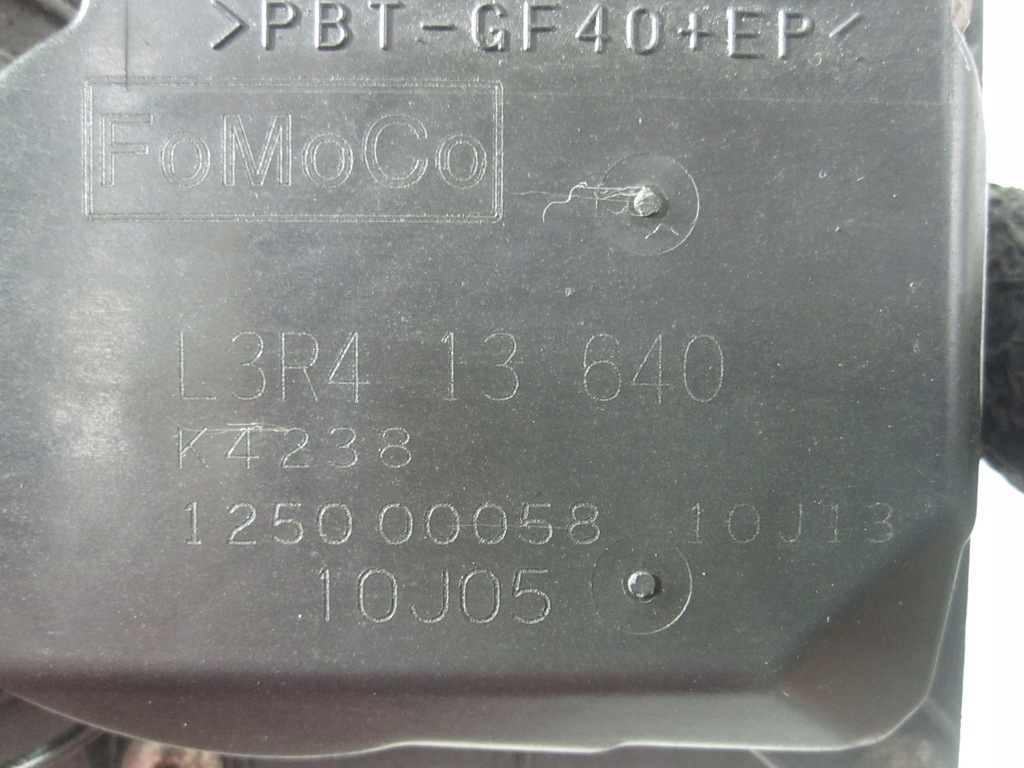 >PBT-GF40+EP<
FoMoCo
L3R4 13 640
K4238
125000058 10J13
10J05